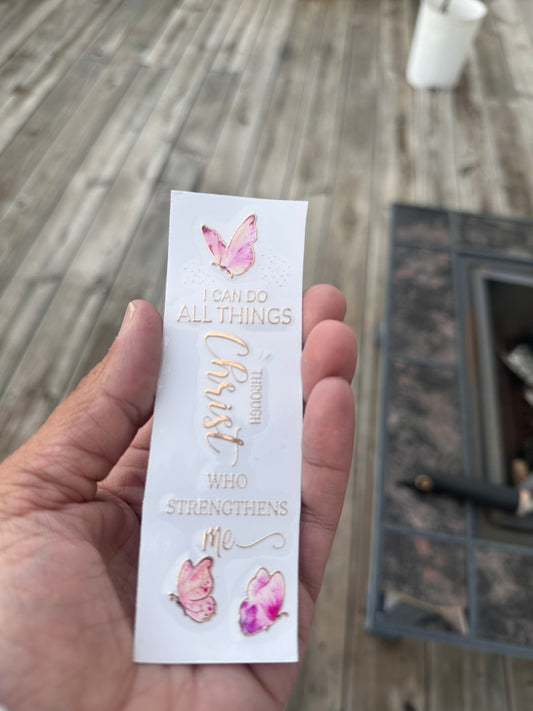 I CAN DO
ALL THINGS
THROUGH
Christ
WHO
STRENGTHENS
me